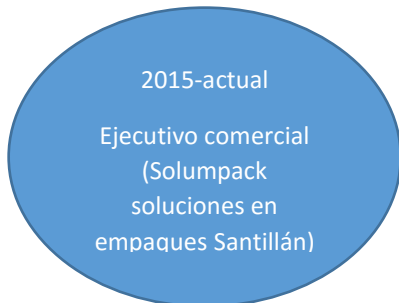 2015-actual
Ejecutivo comercial
(Solumpack
soluciones en
empaques Santillán)